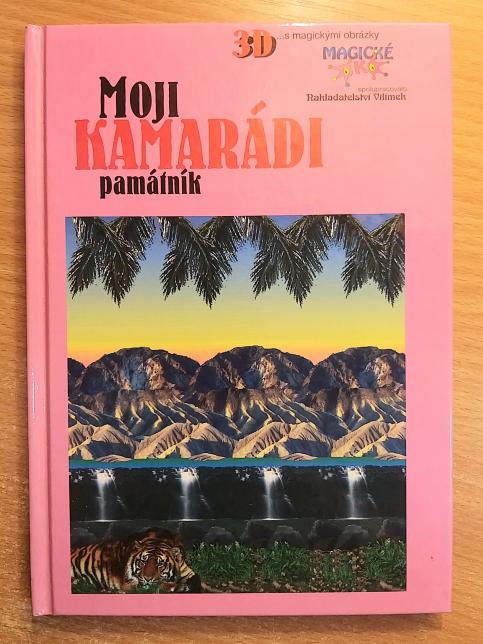 3D ...s magickými obrázky
MAGICKÉ
OKO
spolupracovalo
Nakladatelství Vilímek
Moji
KAMARÁDI
památník